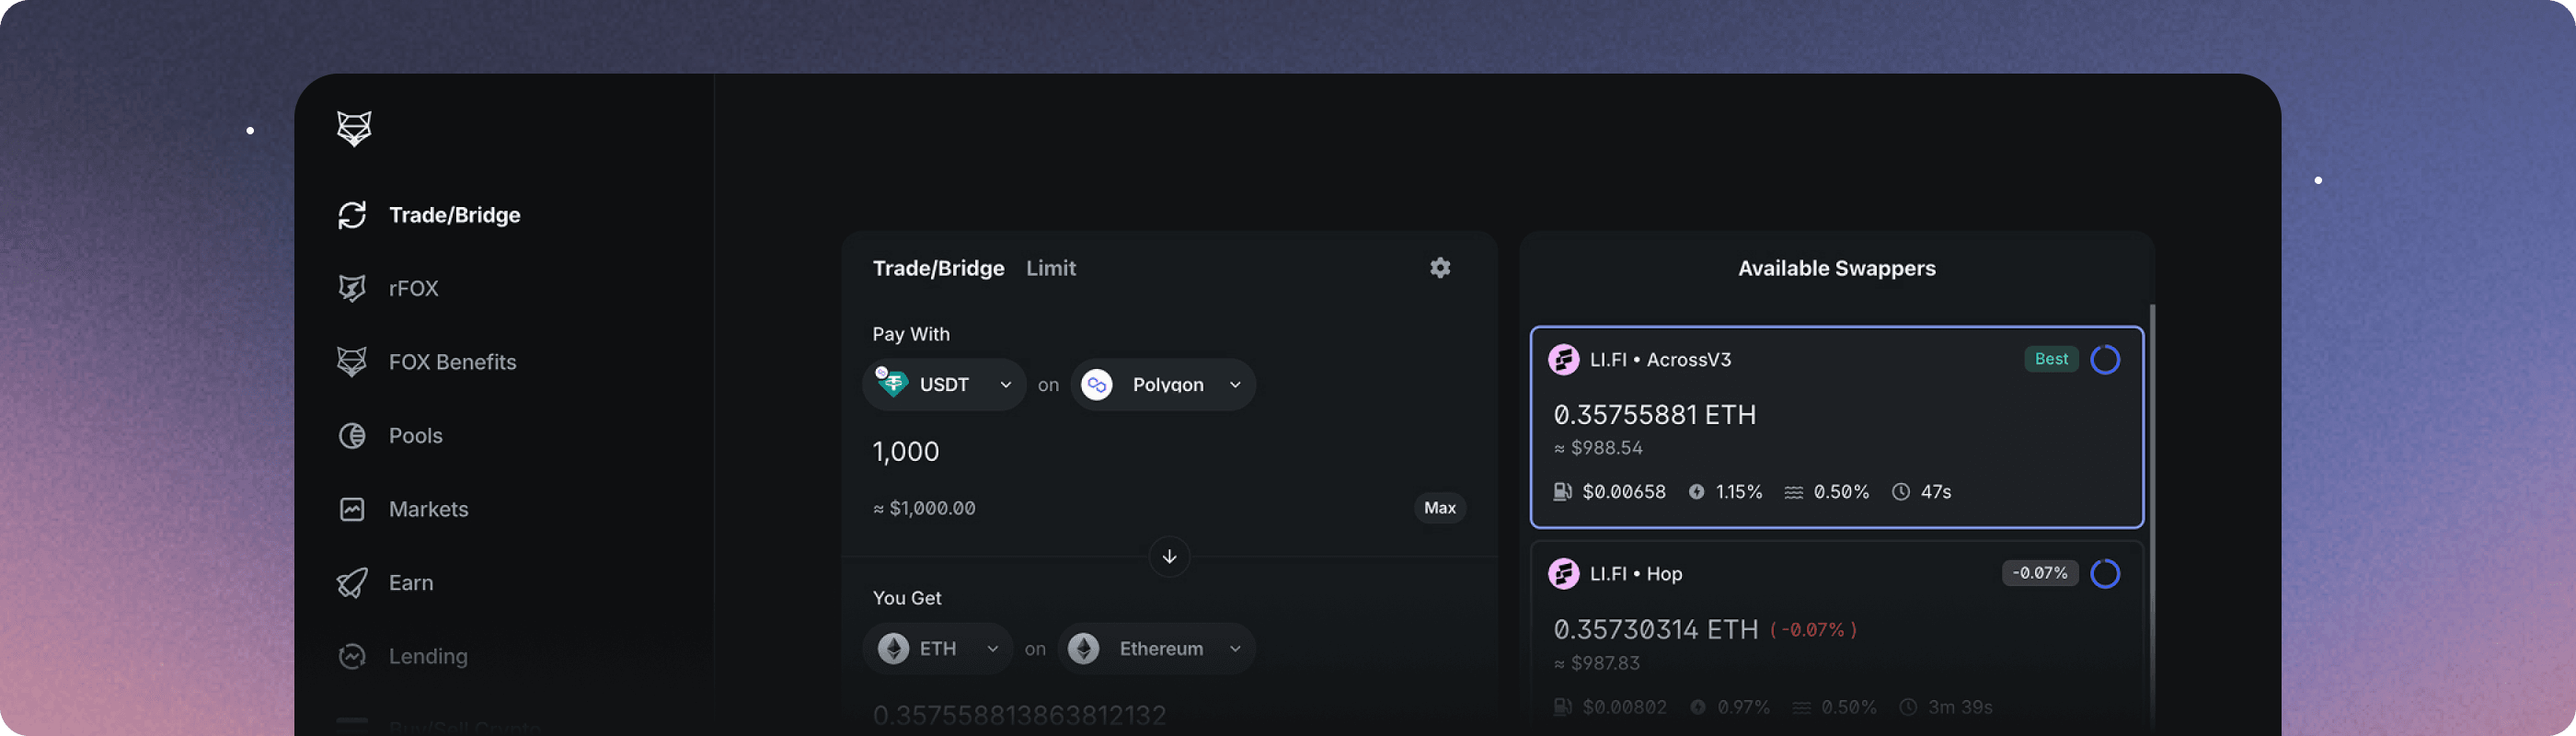 Trade/Bridge
rFOX
FOX Benefits
Pools
Markets
Earn
Lending
Buy/Sell Crypto
Trade/Bridge Limit
Pay With
USDT on Polygon
1,000
≈ $1,000.00 Max
You Get
ETH on Ethereum
0.357558813863812132
Available Swappers
LI.FI • AcrossV3 Best
0.35755881 ETH
≈ $988.54
$0.00658 1.15% 0.50% 47s
LI.FI • Hop -0.07%
0.35730314 ETH ( -0.07% )
≈ $987.83
$0.00802 0.97% 0.50% 3m 39s